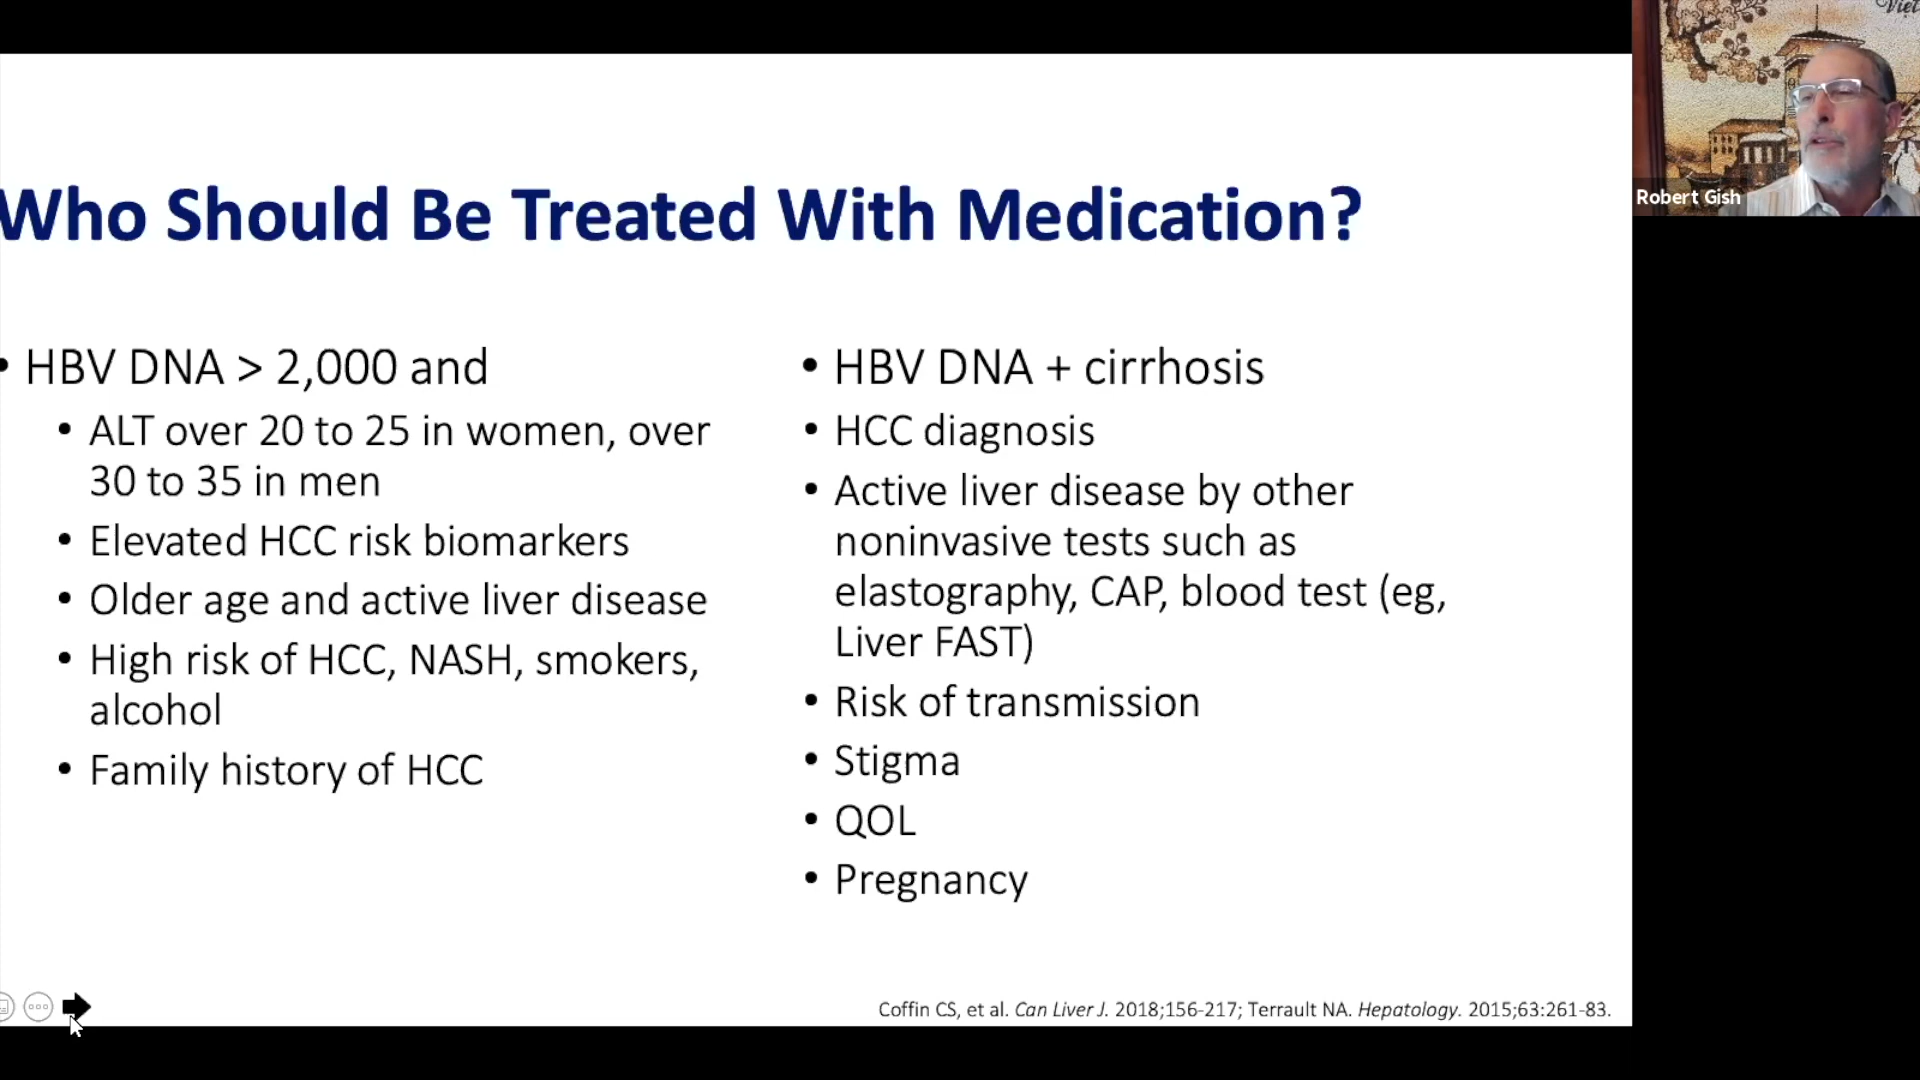 Who Should Be Treated With Medication?
• HBV DNA > 2,000 and
• ALT over 20 to 25 in women, over
30 to 35 in men
• Elevated HCC risk biomarkers
• Older age and active liver disease
• High risk of HCC, NASH, smokers,
alcohol
• Family history of HCC
• HBV DNA + cirrhosis
• HCC diagnosis
• Active liver disease by other
noninvasive tests such as
elastography, CAP, blood test (eg,
Liver FAST)
• Risk of transmission
• Stigma
• QOL
• Pregnancy
Coffin CS, et al. Can Liver J. 2018;156-217; Terrault NA. Hepatology. 2015;63:261-83.
Viet
Robert Gish